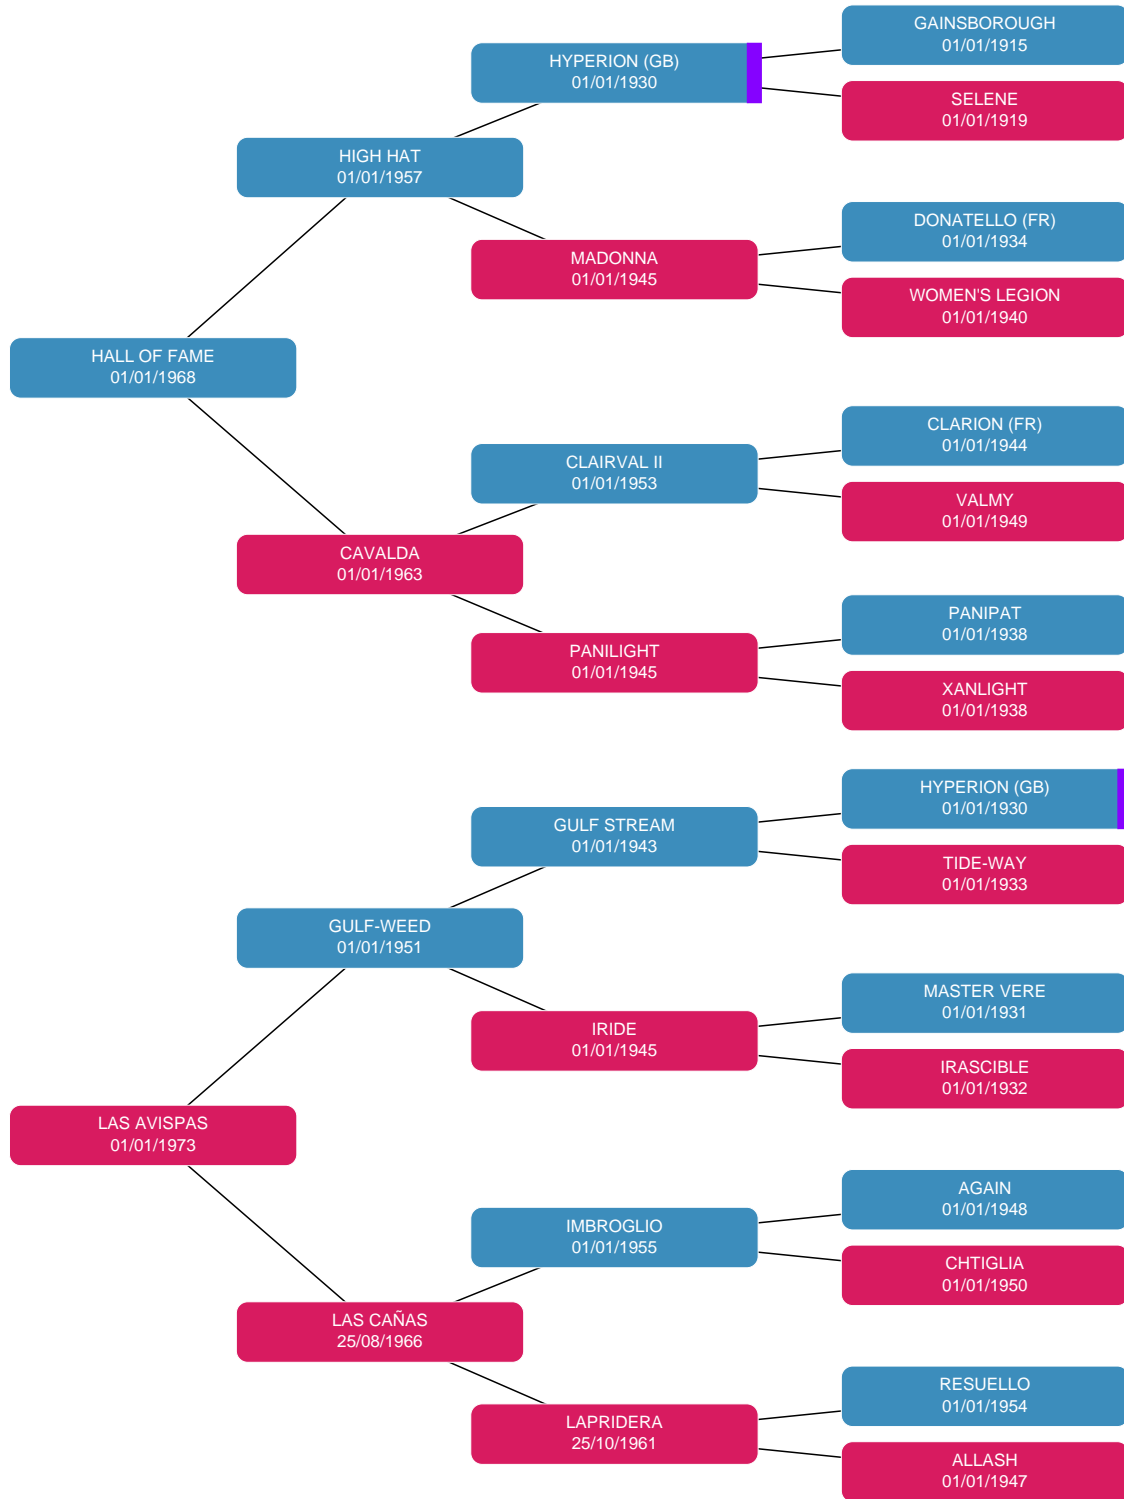 GAINSBOROUGH
01/01/1915
HYPERION (GB)
01/01/1930
SELENE
01/01/1919
HIGH HAT
01/01/1957
DONATELLO (FR)
01/01/1934
MADONNA
01/01/1945
WOMEN'S LEGION
01/01/1940
HALL OF FAME
01/01/1968
CLARION (FR)
01/01/1944
CLAIRVAL II
01/01/1953
VALMY
01/01/1949
CAVALDA
01/01/1963
PANIPAT
01/01/1938
PANILIGHT
01/01/1945
XANLIGHT
01/01/1938
HYPERION (GB)
01/01/1930
GULF STREAM
01/01/1943
TIDE-WAY
01/01/1933
GULF-WEED
01/01/1951
MASTER VERE
01/01/1931
IRIDE
01/01/1945
IRASCIBLE
01/01/1932
LAS AVISPAS
01/01/1973
AGAIN
01/01/1948
IMBROGLIO
01/01/1955
CHTIGLIA
01/01/1950
LAS CAÑAS
25/08/1966
RESUELLO
01/01/1954
LAPRIDERA
25/10/1961
ALLASH
01/01/1947